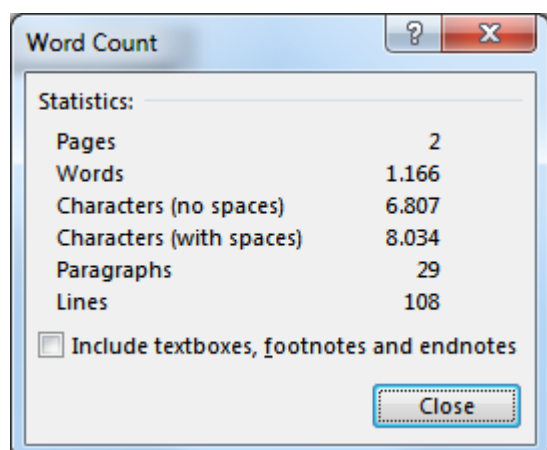 Word Count
Statistics:
Pages 2
Words 1.166
Characters (no spaces) 6.807
Characters (with spaces) 8.034
Paragraphs 29
Lines 108
Include textboxes, footnotes and endnotes
Close